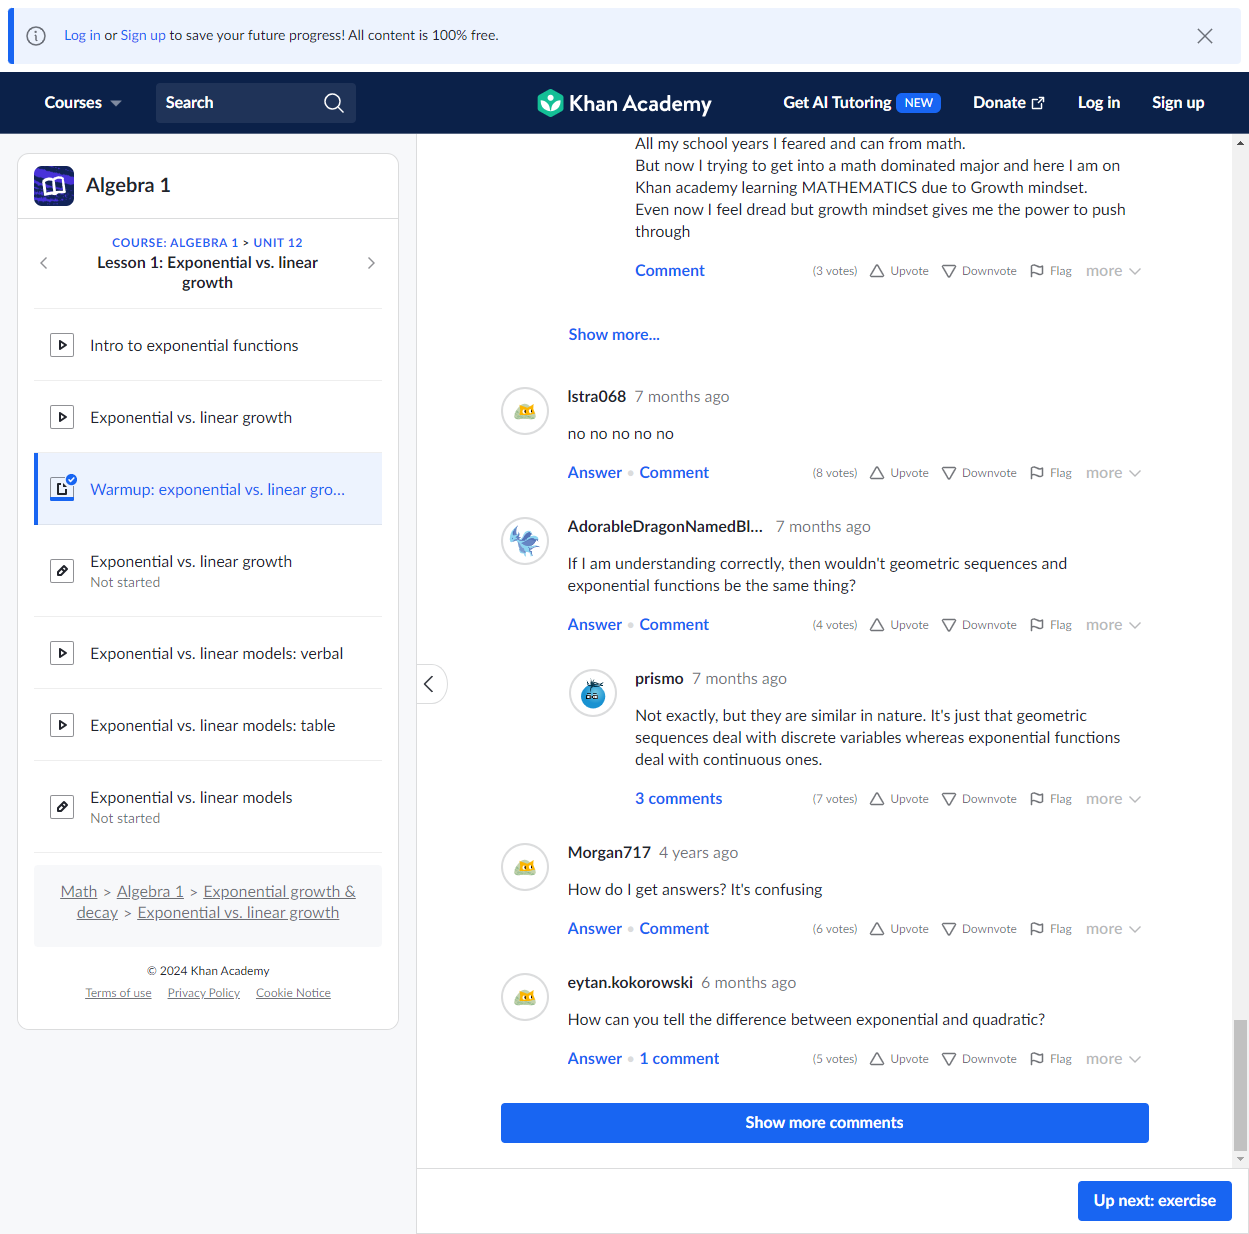 Log in or Sign up to save your future progress! All content is 100% free.
Courses
Search
Khan Academy
Get AI Tutoring NEW
Donate
Log in
Sign up
Algebra 1
COURSE: ALGEBRA 1 > UNIT 12
Lesson 1: Exponential vs. linear
growth
Intro to exponential functions
Exponential vs. linear growth
Warmup: exponential vs. linear gro...
Exponential vs. linear growth
Not started
Exponential vs. linear models: verbal
Exponential vs. linear models: table
Exponential vs. linear models
Not started
Math > Algebra 1 > Exponential growth &
decay > Exponential vs. linear growth
© 2024 Khan Academy
Terms of use Privacy Policy Cookie Notice
All my school years I feared and can from math.
But now I trying to get into a math dominated major and here I am on
Khan academy learning MATHEMATICS due to Growth mindset.
Even now I feel dread but growth mindset gives me the power to push
through
Comment (3 votes) Upvote Downvote Flag more
Show more...
lstra068 7 months ago
no no no no no
Answer • Comment (8 votes) Upvote Downvote Flag more
AdorableDragonNamedBl... 7 months ago
If I am understanding correctly, then wouldn't geometric sequences and
exponential functions be the same thing?
Answer • Comment (4 votes) Upvote Downvote Flag more
prismo 7 months ago
Not exactly, but they are similar in nature. It's just that geometric
sequences deal with discrete variables whereas exponential functions
deal with continuous ones.
3 comments (7 votes) Upvote Downvote Flag more
Morgan717 4 years ago
How do I get answers? It's confusing
Answer • Comment (6 votes) Upvote Downvote Flag more
eytan.kokorowski 6 months ago
How can you tell the difference between exponential and quadratic?
Answer • 1 comment (5 votes) Upvote Downvote Flag more
Show more comments
Up next: exercise